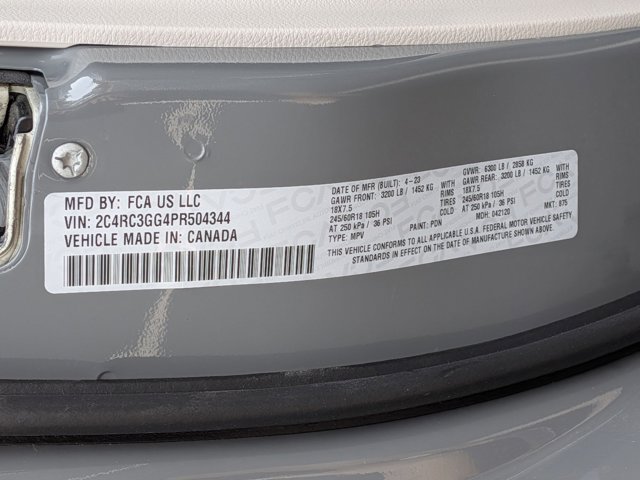 MFD BY: FCA US LLC
VIN: 2C4RC3GG4PR504344
VEHICLE MADE IN: CANADA
DATE OF MFR (BUILT): 4-23
GAWR FRONT: 3200 LB / 1452 KG
18X7.5
245/60R18 105H
AT 250 kPa / 36 PSI
TYPE: MPV
PAINT: PDN
GVWR: 6300 LB / 2858 KG
GAWR REAR: 3200 LB / 1452 KG
RIMS
18X7.5
TIRES
245/60R18 105H
AT 250 kPa / 36 PSI
MDH: 042120
MKT: 875
RIMS
TIRES
THIS VEHICLE CONFORMS TO ALL APPLICABLE U.S.A. FEDERAL MOTOR VEHICLE SAFETY
STANDARDS IN EFFECT ON THE DATE OF MANUFACTURE SHOWN ABOVE.